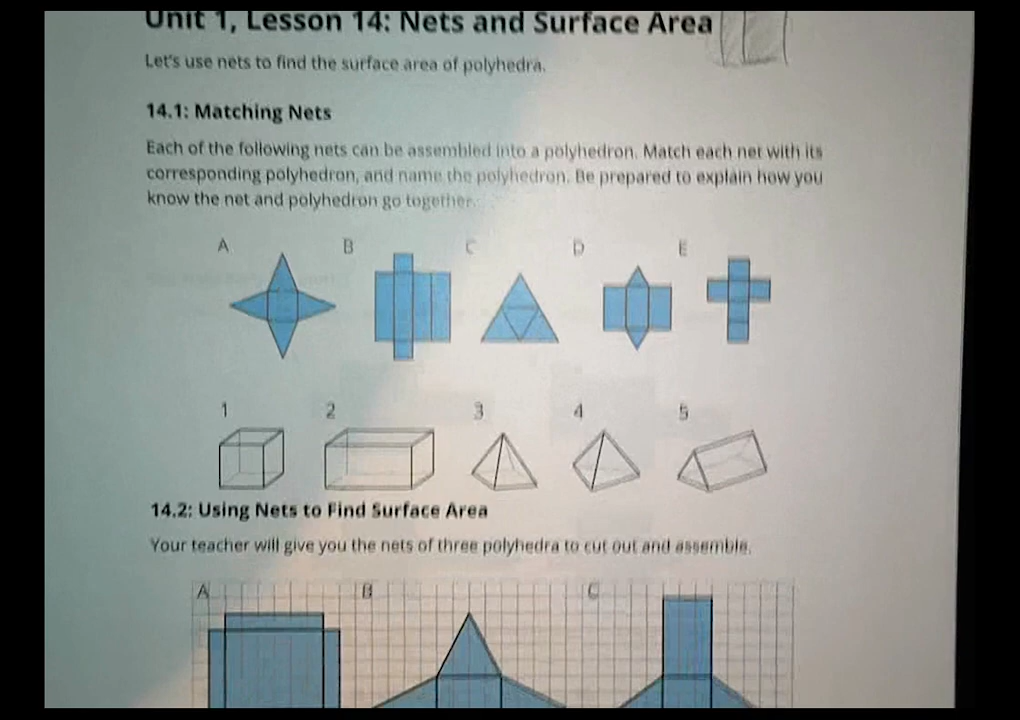 Unit 1, Lesson 14: Nets and Surface Area
Let's use nets to find the surface area of polyhedra.
14.1: Matching Nets
Each of the following nets can be assembled into a polyhedron. Match each net with its
corresponding polyhedron, and name the polyhedron. Be prepared to explain how you
know the net and polyhedron go together.
A B C D E
1 2 3 4 5
14.2: Using Nets to Find Surface Area
Your teacher will give you the nets of three polyhedra to cut out and assemble.
A B C